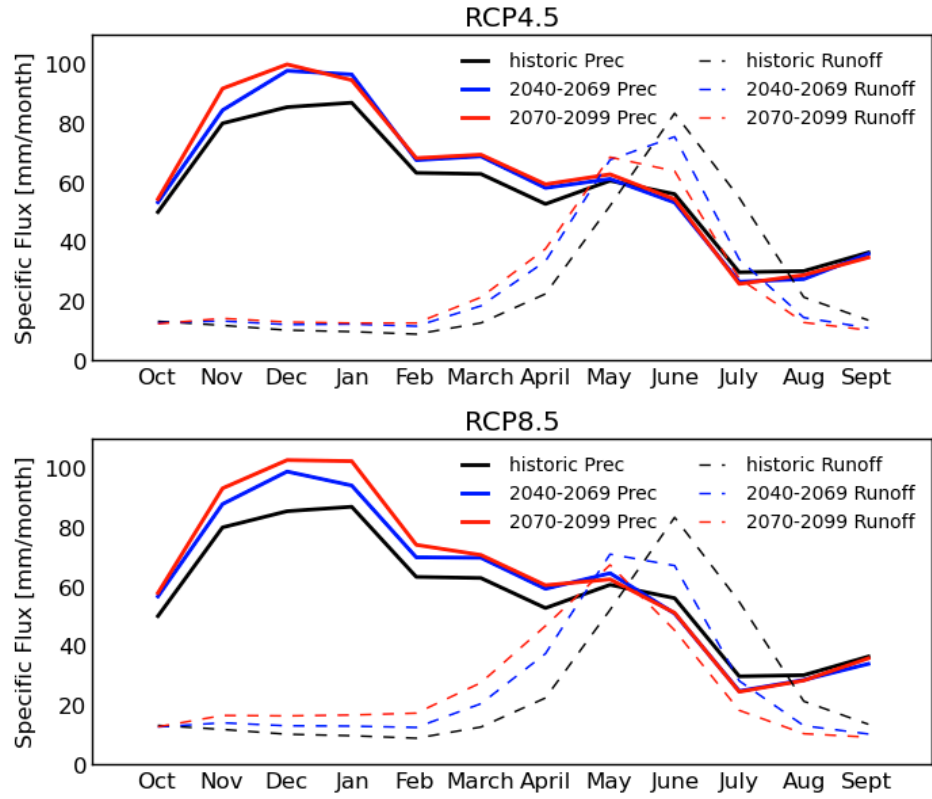 RCP4.5
Specific Flux [mm/month]
100
80
60
40
20
0
historic Prec
2040-2069 Prec
2070-2099 Prec
historic Runoff
2040-2069 Runoff
2070-2099 Runoff
Oct Nov Dec Jan Feb March April May June July Aug Sept
RCP8.5
Specific Flux [mm/month]
100
80
60
40
20
0
historic Prec
2040-2069 Prec
2070-2099 Prec
historic Runoff
2040-2069 Runoff
2070-2099 Runoff
Oct Nov Dec Jan Feb March April May June July Aug Sept